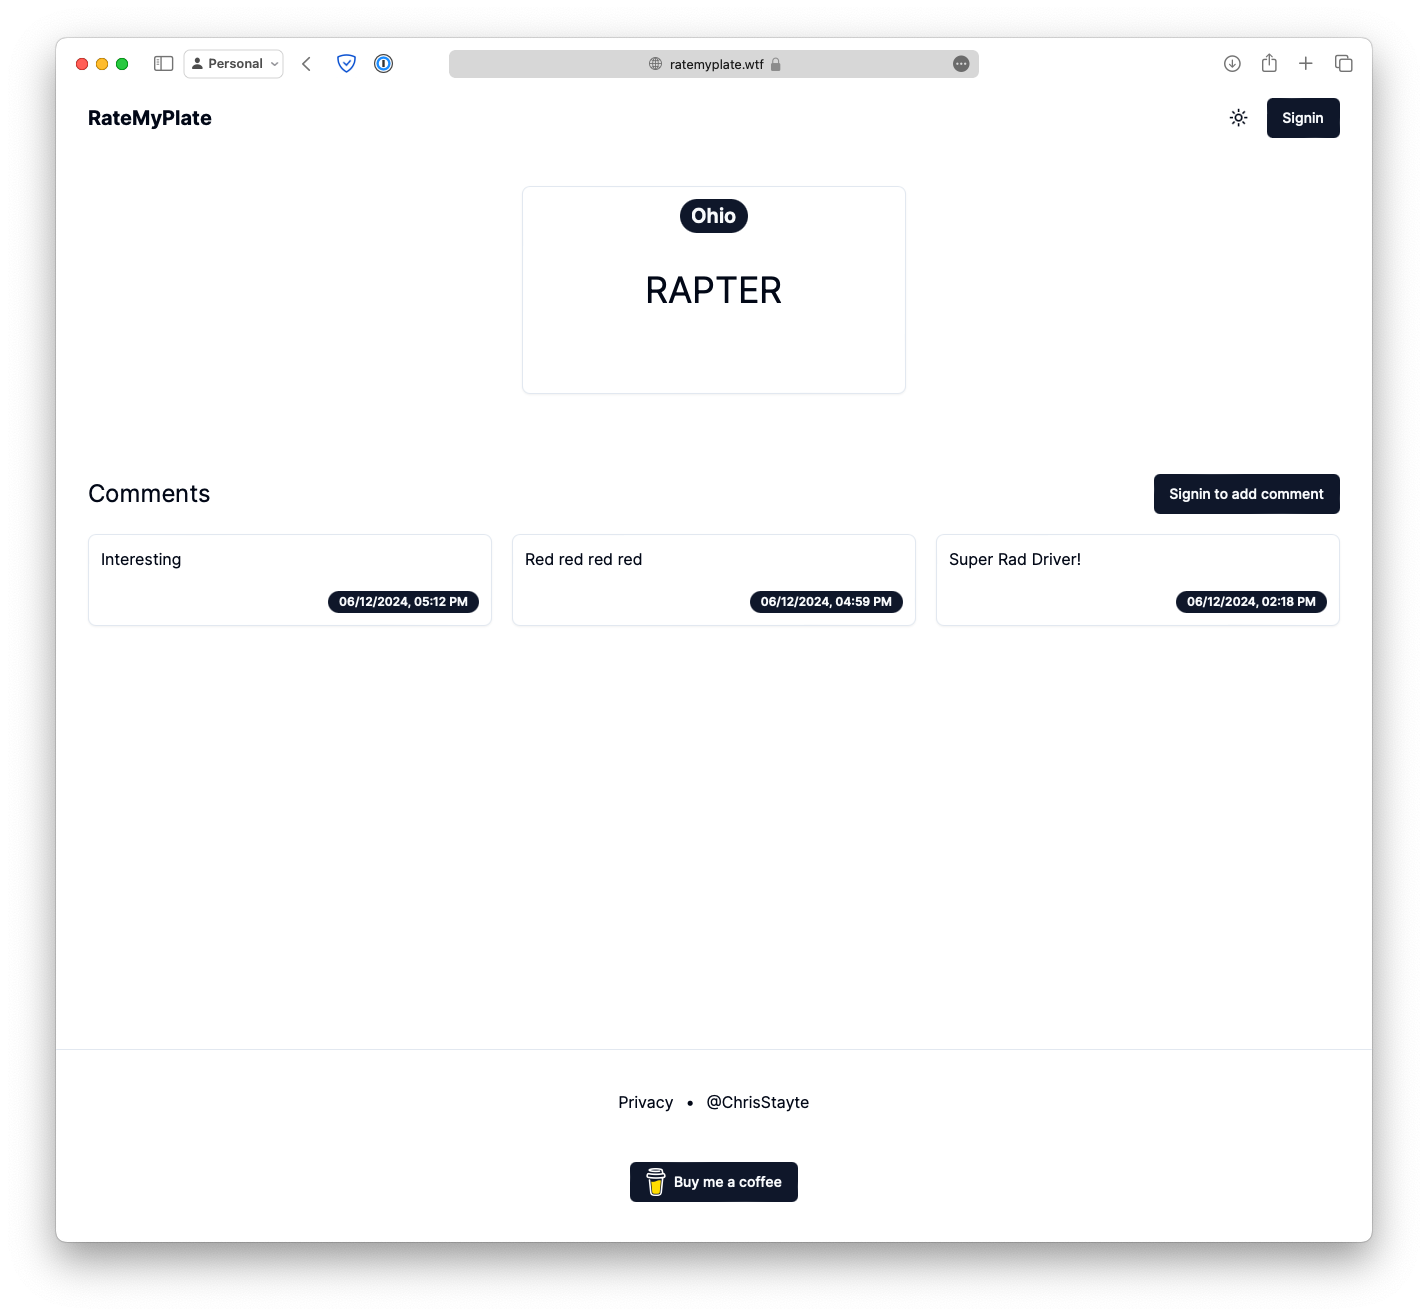 Personal
ratemyplate.wtf
RateMyPlate
Signin
Ohio
RAPTER
Comments
Signin to add comment
Interesting
06/12/2024, 05:12 PM
Red red red red
06/12/2024, 04:59 PM
Super Rad Driver!
06/12/2024, 02:18 PM
Privacy • @ChrisStayte
Buy me a coffee